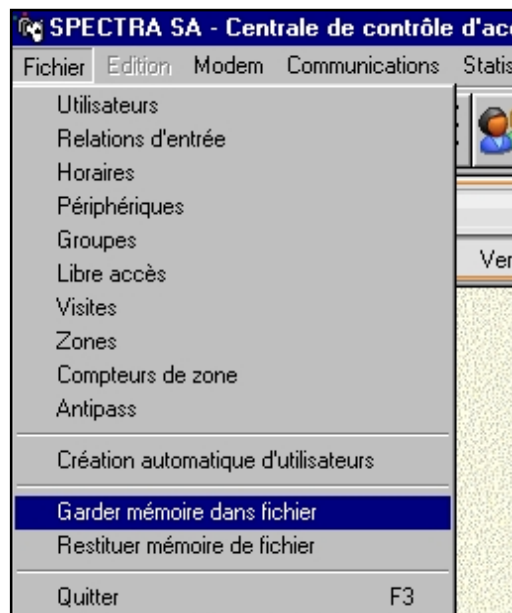 SPECTRA SA - Centrale de contrôle d'acc
Fichier Edition Modem Communications Statis
Utilisateurs
Relations d'entrée
Horaires
Périphériques
Groupes
Libre accès
Ver
Visites
Zones
Compteurs de zone
Antipass
Création automatique d'utilisateurs
Garder mémoire dans fichier
Restituer mémoire de fichier
Quitter F3